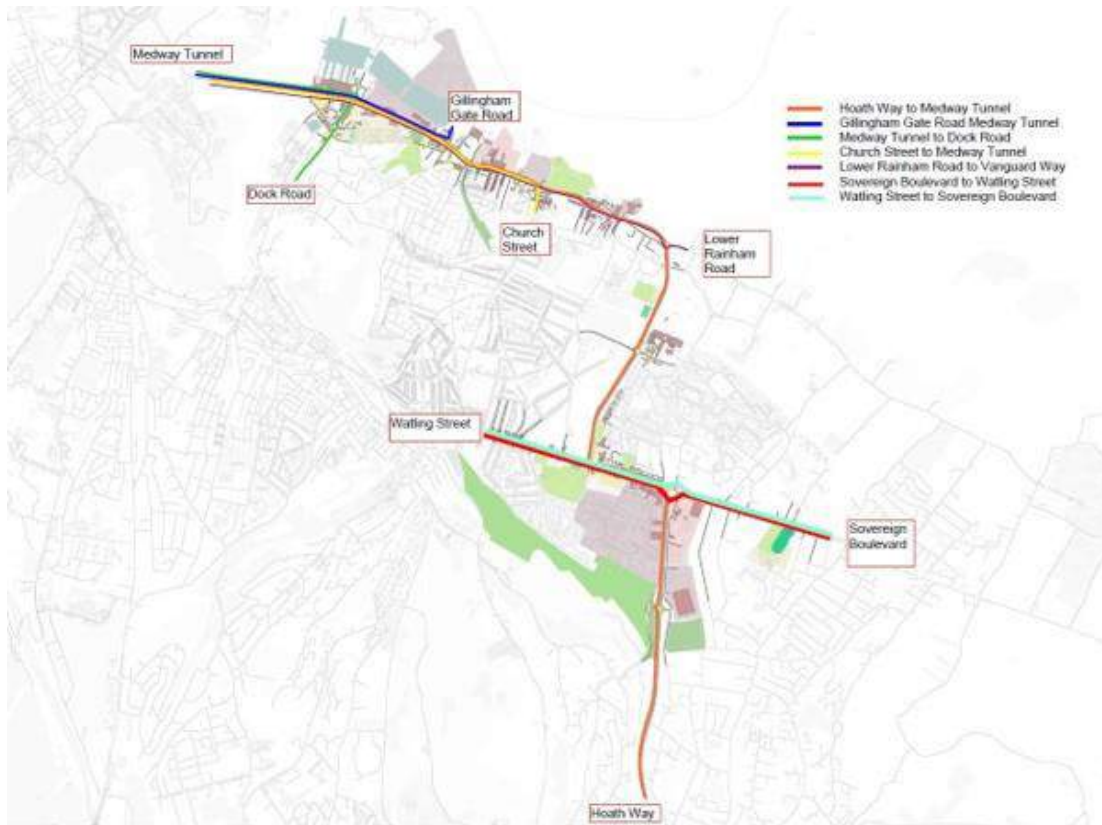 Medway Tunnel
Gillingham
Gate Road
Hoath Way to Medway Tunnel
Gillingham Gate Road Medway Tunnel
Medway Tunnel to Dock Road
Church Street to Medway Tunnel
Lower Rainham Road to Vanguard Way
Sovereign Boulevard to Watling Street
Watling Street to Sovereign Boulevard
Dock Road
Church
Street
Lower
Rainham
Road
Watling Street
Sovereign
Boulevard
Hoath Way